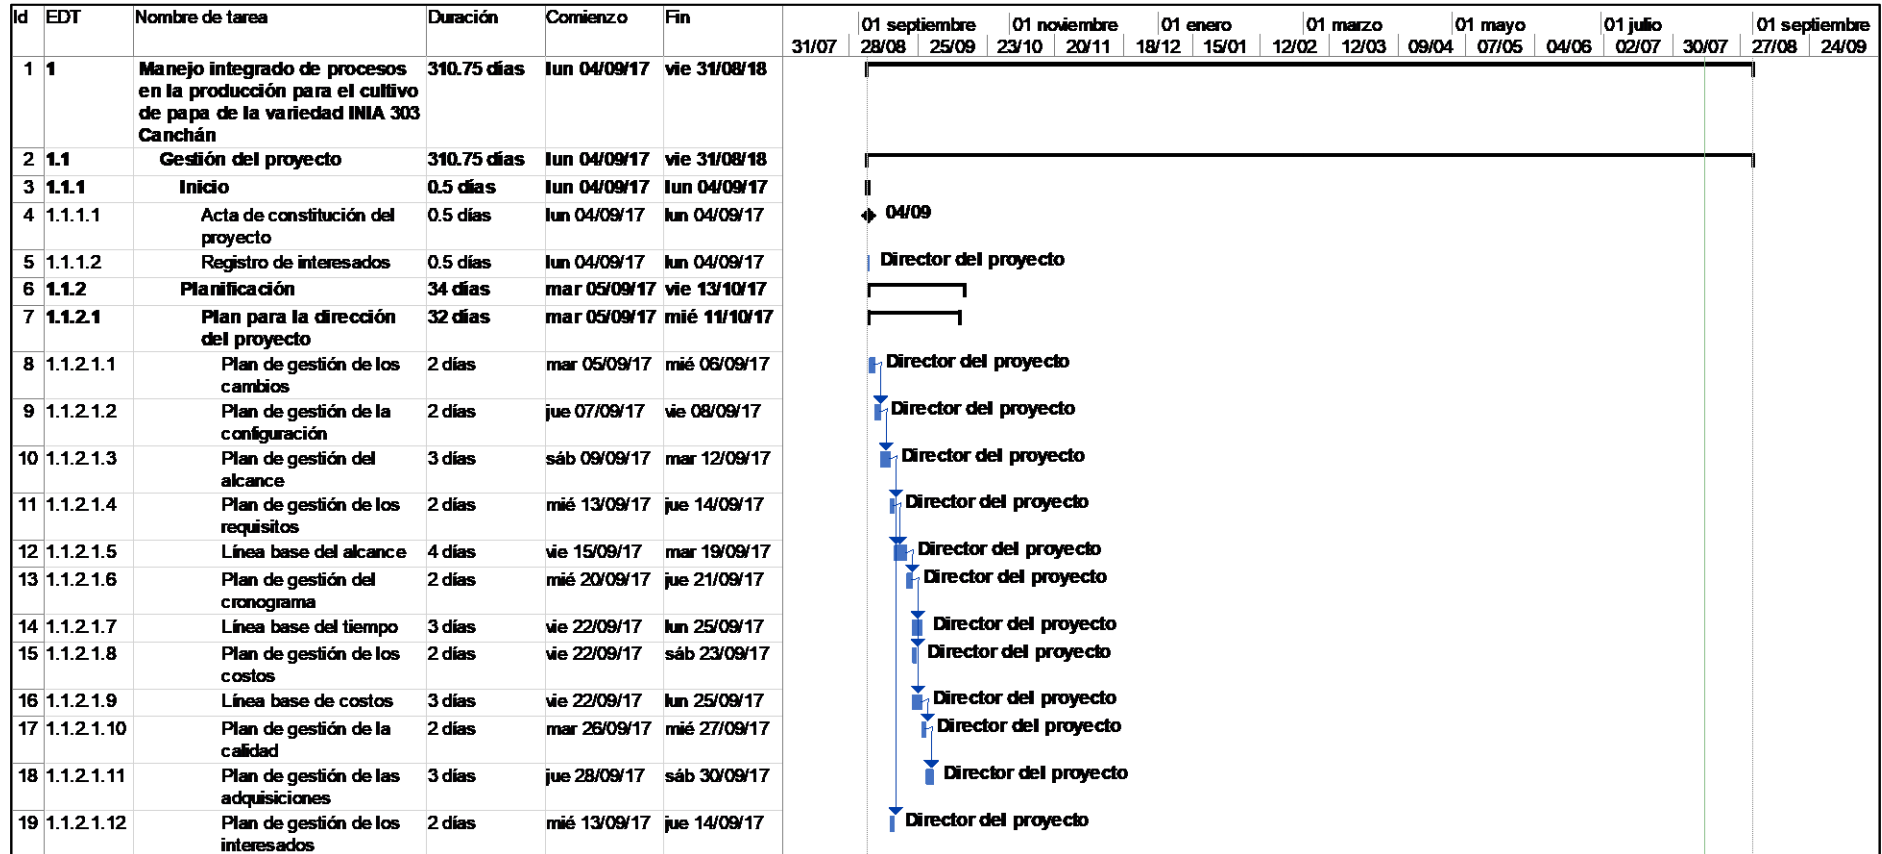 Id EDT Nombre de tarea Duración Comienzo Fin
01 septiembre 01 noviembre 01 enero 01 marzo 01 mayo 01 julio 01 septiembre
31/07 28/08 25/09 23/10 20/11 18/12 15/01 12/02 12/03 09/04 07/05 04/06 02/07 30/07 27/08 24/09
1 1 Manejo integrado de procesos 310.75 días lun 04/09/17 vie 31/08/18
en la producción para el cultivo
de papa de la variedad INIA 303
Canchán
2 1.1 Gestión del proyecto 310.75 días lun 04/09/17 vie 31/08/18
3 1.1.1 Inicio 0.5 días lun 04/09/17 lun 04/09/17
4 1.1.1.1 Acta de constitución del 0.5 días lun 04/09/17 lun 04/09/17 04/09
proyecto
5 1.1.1.2 Registro de interesados 0.5 días lun 04/09/17 lun 04/09/17 Director del proyecto
6 1.1.2 Planificación 34 días mar 05/09/17 vie 13/10/17
7 1.1.2.1 Plan para la dirección 32 días mar 05/09/17 mié 11/10/17
del proyecto
8 1.1.2.1.1 Plan de gestión de los 2 días mar 05/09/17 mié 06/09/17 Director del proyecto
cambios
9 1.1.2.1.2 Plan de gestión de la 2 días jue 07/09/17 vie 08/09/17 Director del proyecto
configuración
10 1.1.2.1.3 Plan de gestión del 3 días sáb 09/09/17 mar 12/09/17 Director del proyecto
alcance
11 1.1.2.1.4 Plan de gestión de los 2 días mié 13/09/17 jue 14/09/17 Director del proyecto
requisitos
12 1.1.2.1.5 Línea base del alcance 4 días vie 15/09/17 mar 19/09/17 Director del proyecto
13 1.1.2.1.6 Plan de gestión del 2 días mié 20/09/17 jue 21/09/17 Director del proyecto
cronograma
14 1.1.2.1.7 Línea base del tiempo 3 días vie 22/09/17 lun 25/09/17 Director del proyecto
15 1.1.2.1.8 Plan de gestión de los 2 días vie 22/09/17 sáb 23/09/17 Director del proyecto
costos
16 1.1.2.1.9 Línea base de costos 3 días vie 22/09/17 lun 25/09/17 Director del proyecto
17 1.1.2.1.10 Plan de gestión de la 2 días mar 26/09/17 mié 27/09/17 Director del proyecto
calidad
18 1.1.2.1.11 Plan de gestión de las 3 días jue 28/09/17 sáb 30/09/17 Director del proyecto
adquisiciones
19 1.1.2.1.12 Plan de gestión de los 2 días mié 13/09/17 jue 14/09/17 Director del proyecto
interesados